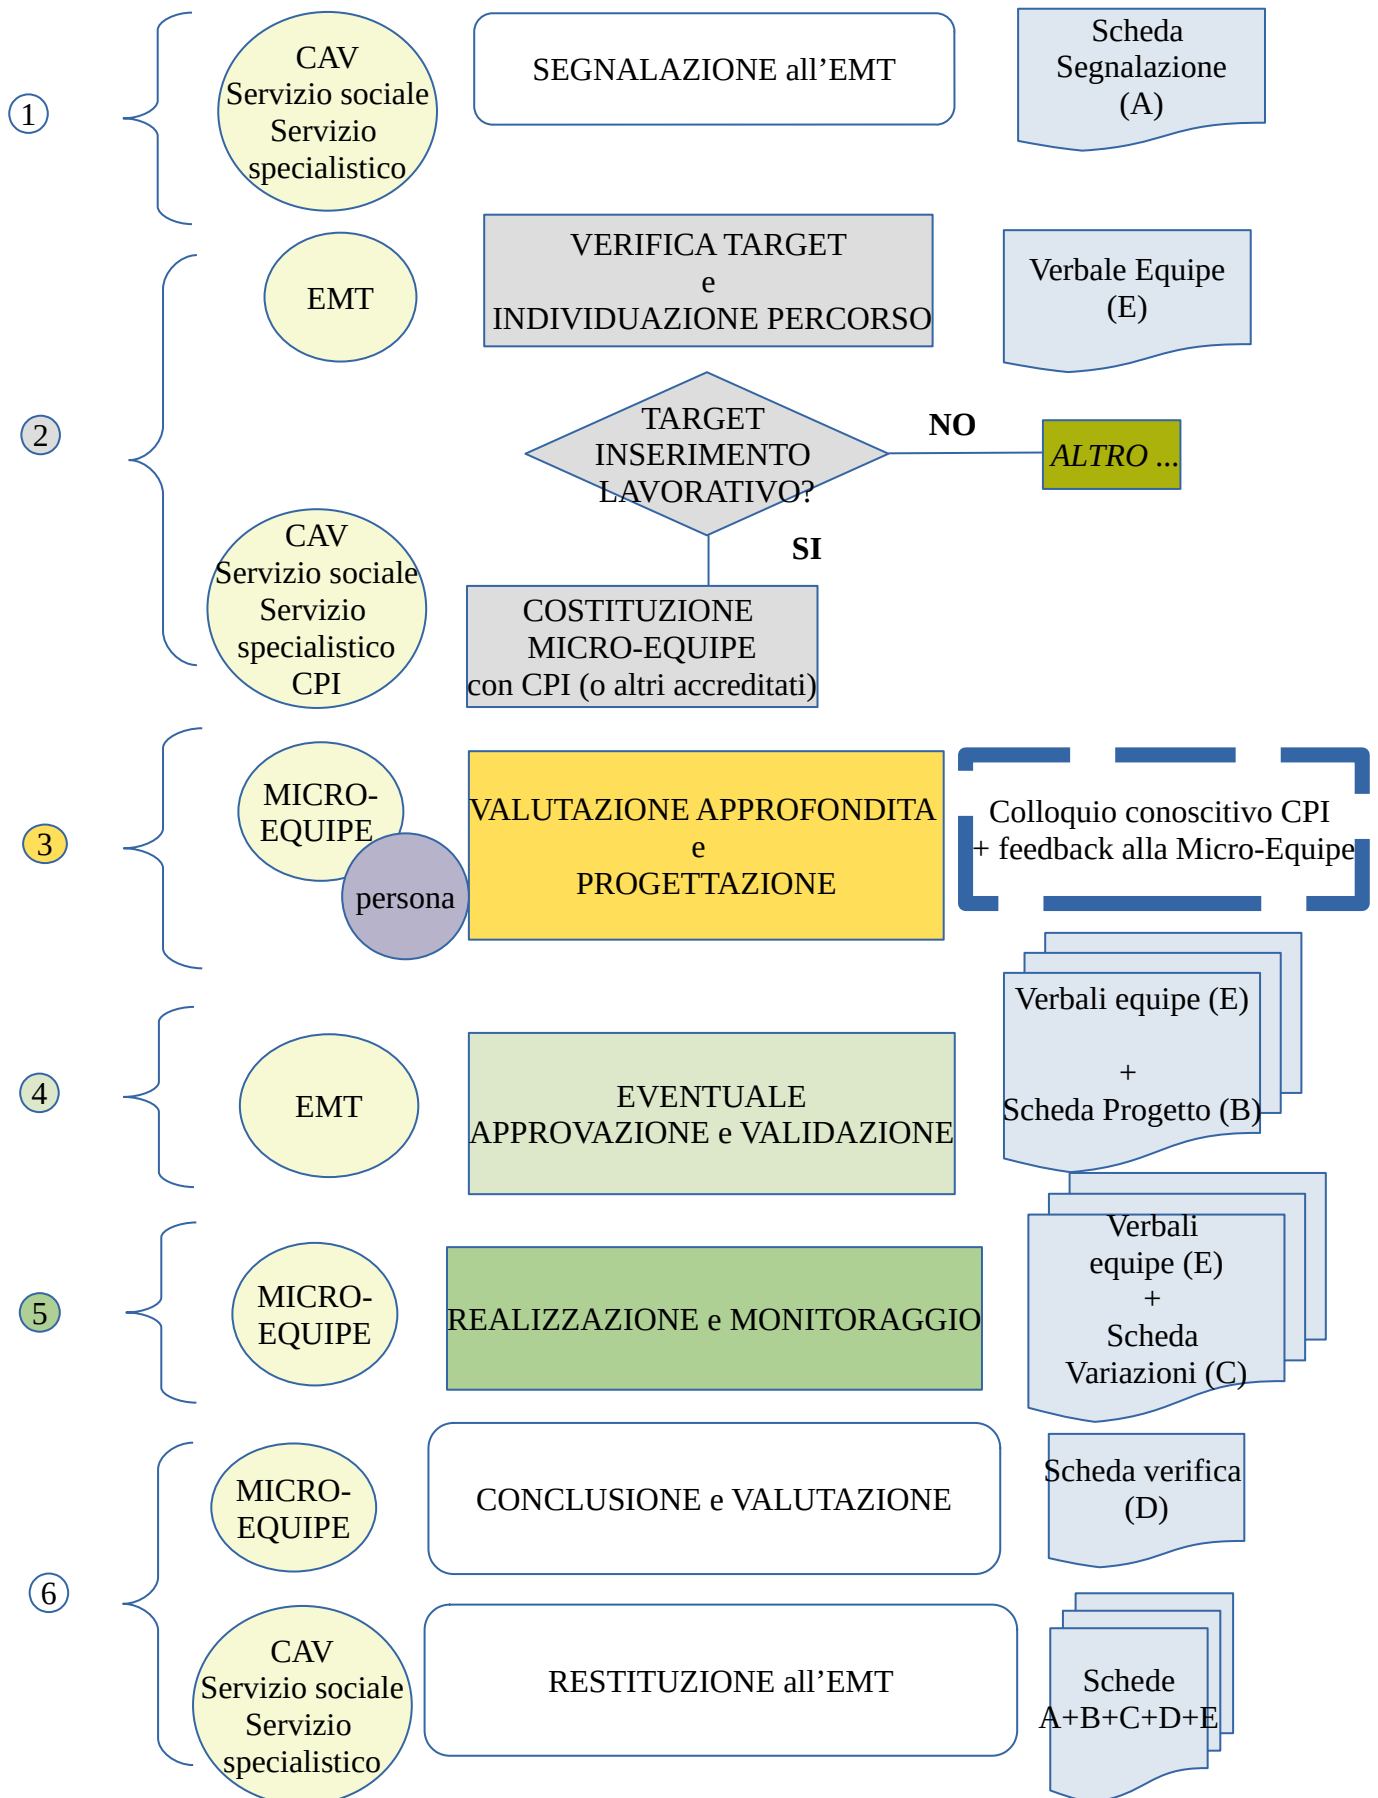 1
CAV
Servizio sociale
Servizio
specialistico
SEGNALAZIONE all’EMT
Scheda
Segnalazione
(A)
2
EMT
VERIFICA TARGET
e
INDIVIDUAZIONE PERCORSO
Verbale Equipe
(E)
TARGET
INSERIMENTO
LAVORATIVO?
NO
ALTRO ...
SI
CAV
Servizio sociale
Servizio
specialistico
CPI
COSTITUZIONE
MICRO-EQUIPE
con CPI (o altri accreditati)
3
MICRO-
EQUIPE
persona
VALUTAZIONE APPROFONDITA
e
PROGETTAZIONE
Colloquio conoscitivo CPI
+ feedback alla Micro-Equipe
4
EMT
EVENTUALE
APPROVAZIONE e VALIDAZIONE
Verbali equipe (E)
+
Scheda Progetto (B)
5
MICRO-
EQUIPE
REALIZZAZIONE e MONITORAGGIO
Verbali
equipe (E)
+
Scheda
Variazioni (C)
6
MICRO-
EQUIPE
CONCLUSIONE e VALUTAZIONE
Scheda verifica
(D)
CAV
Servizio sociale
Servizio
specialistico
RESTITUZIONE all’EMT
Schede
A+B+C+D+E